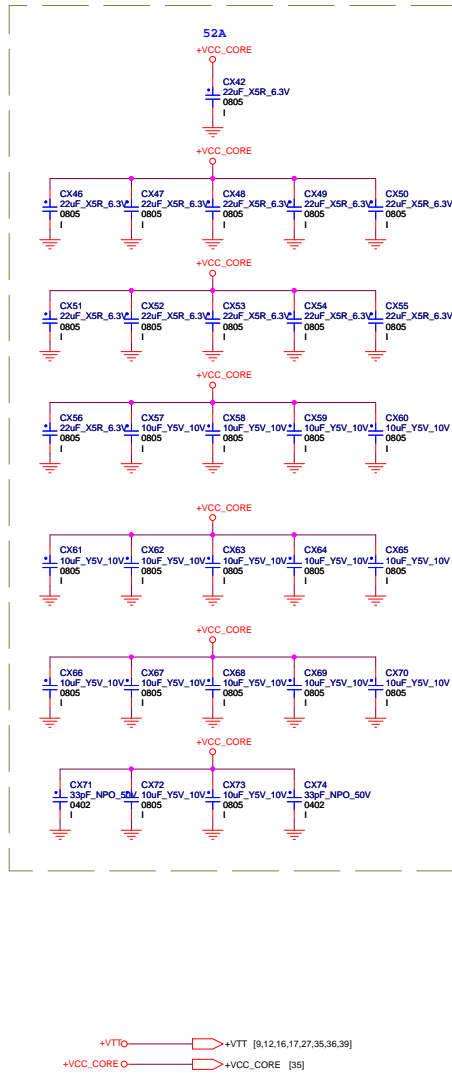 52A
+VCC_CORE
CX42
22uF_X5R_6.3V
0805
I
+VCC_CORE
CX46 CX47 CX48 CX49 CX50
22uF_X5R_6.3V 22uF_X5R_6.3V 22uF_X5R_6.3V 22uF_X5R_6.3V 22uF_X5R_6.3V
0805 0805 0805 0805 0805
I I I I I
+VCC_CORE
CX51 CX52 CX53 CX54 CX55
22uF_X5R_6.3V 22uF_X5R_6.3V 22uF_X5R_6.3V 22uF_X5R_6.3V 22uF_X5R_6.3V
0805 0805 0805 0805 0805
I I I I I
+VCC_CORE
CX56 CX57 CX58 CX59 CX60
22uF_X5R_6.3V 10uF_Y5V_10V 10uF_Y5V_10V 10uF_Y5V_10V 10uF_Y5V_10V
0805 0805 0805 0805 0805
I I I I I
+VCC_CORE
CX61 CX62 CX63 CX64 CX65
10uF_Y5V_10V 10uF_Y5V_10V 10uF_Y5V_10V 10uF_Y5V_10V 10uF_Y5V_10V
0805 0805 0805 0805 0805
I I I I I
+VCC_CORE
CX66 CX67 CX68 CX69 CX70
10uF_Y5V_10V 10uF_Y5V_10V 10uF_Y5V_10V 10uF_Y5V_10V 10uF_Y5V_10V
0805 0805 0805 0805 0805
I I I I I
+VCC_CORE
CX71 CX72 CX73 CX74
33pF_NPO_50V 10uF_Y5V_10V 10uF_Y5V_10V 33pF_NPO_50V
0402 0805 0805 0402
I I I I
+VTT +VTT [9,12,16,17,27,35,36,39]
+VCC_CORE +VCC_CORE [35]